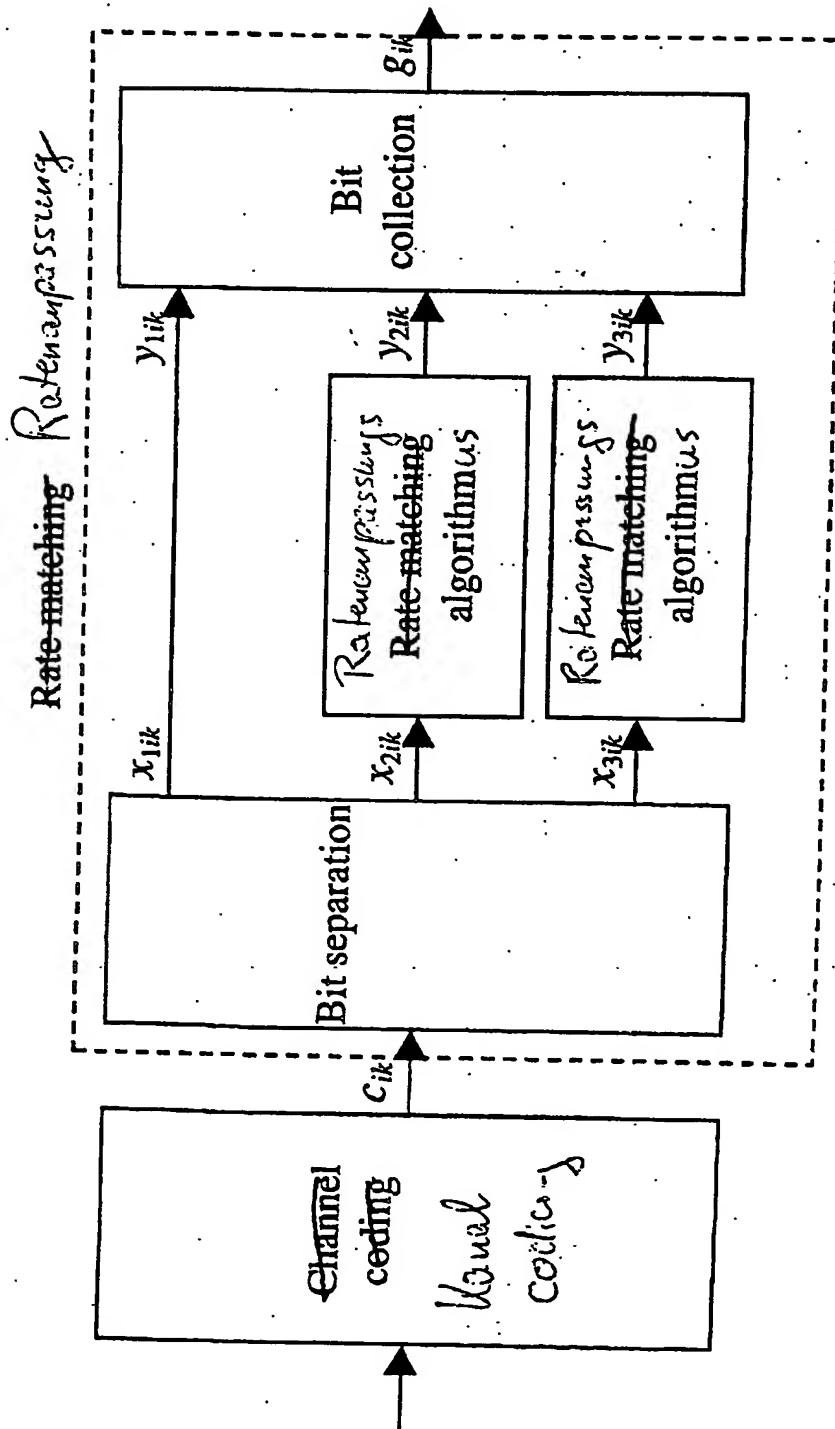 Rate matching Ratenanpassung
Channel
coding
Kanal
c_ik
Bit separation
x_1ik
x_2ik
x_3ik
Ratenanpassungs
Rate matching
algorithmus
Ratenanpassungs
Rate matching
algorithmus
y_1ik
y_2ik
y_3ik
Bit
collection
g_ik